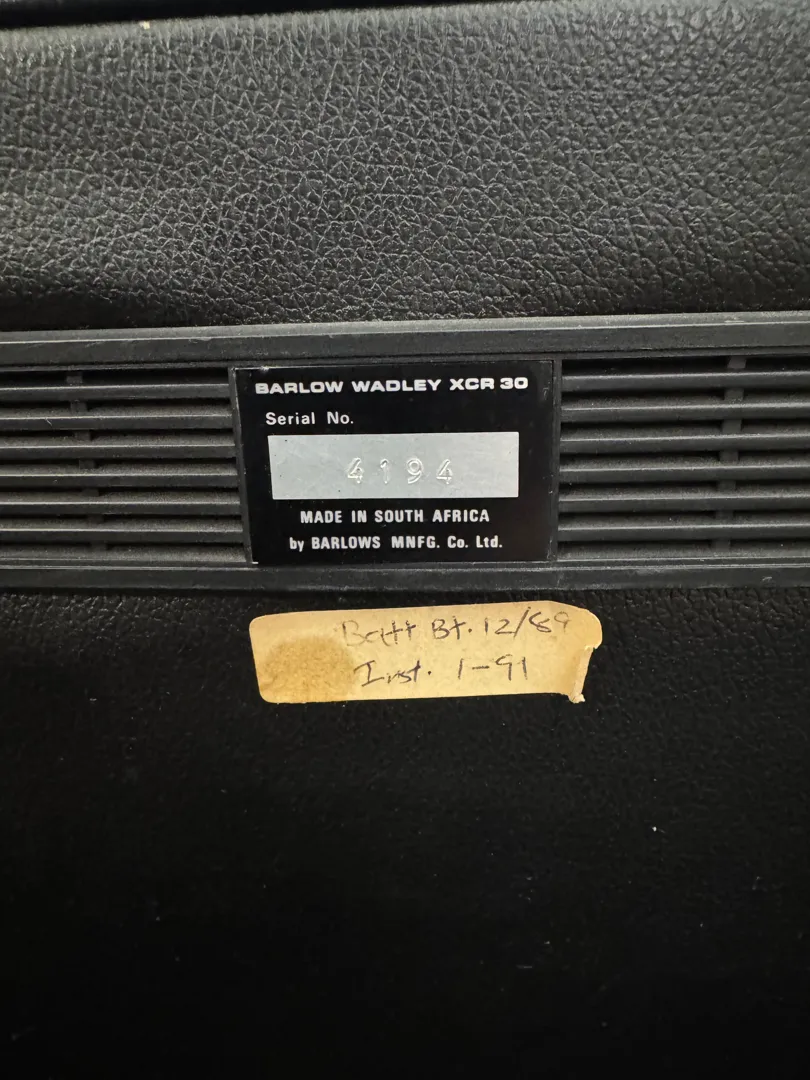 BARLOW WADLEY XCR 30
Serial No.
4194
MADE IN SOUTH AFRICA
by BARLOWS MNFG. Co. Ltd.
Batt Bt. 12/89
Inst. 1-91